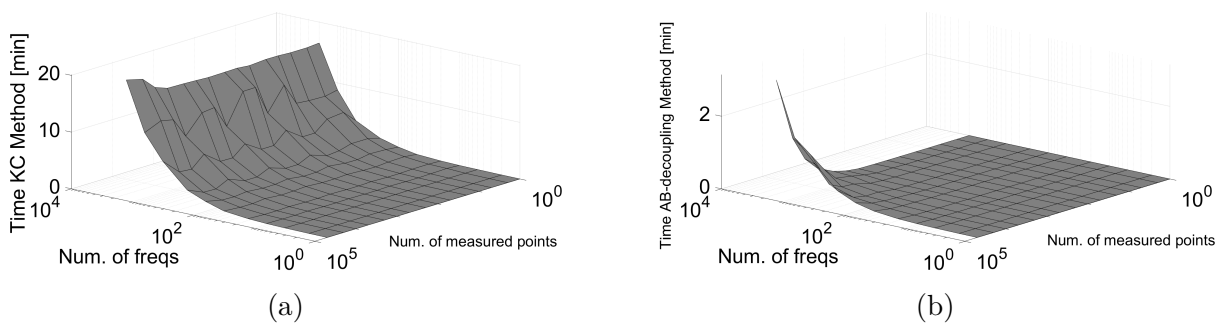 Time KC Method [min]
20
10
0
10^4
10^2
10^0
Num. of freqs
10^5
10^0
Num. of measured points
(a)
Time AB-decoupling Method [min]
2
0
10^4
10^2
10^0
Num. of freqs
10^5
10^0
Num. of measured points
(b)